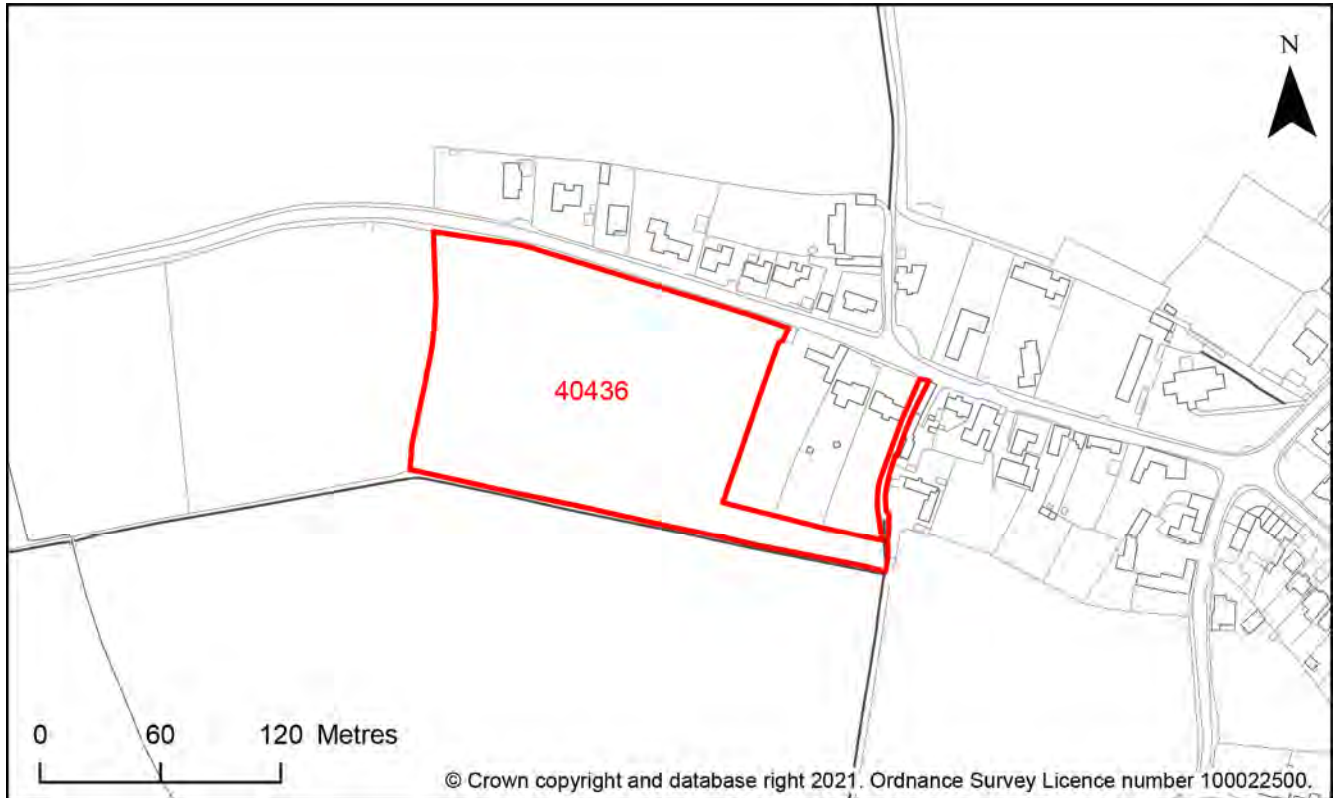 N
40436
0 60 120 Metres
© Crown copyright and database right 2021. Ordnance Survey Licence number 100022500.